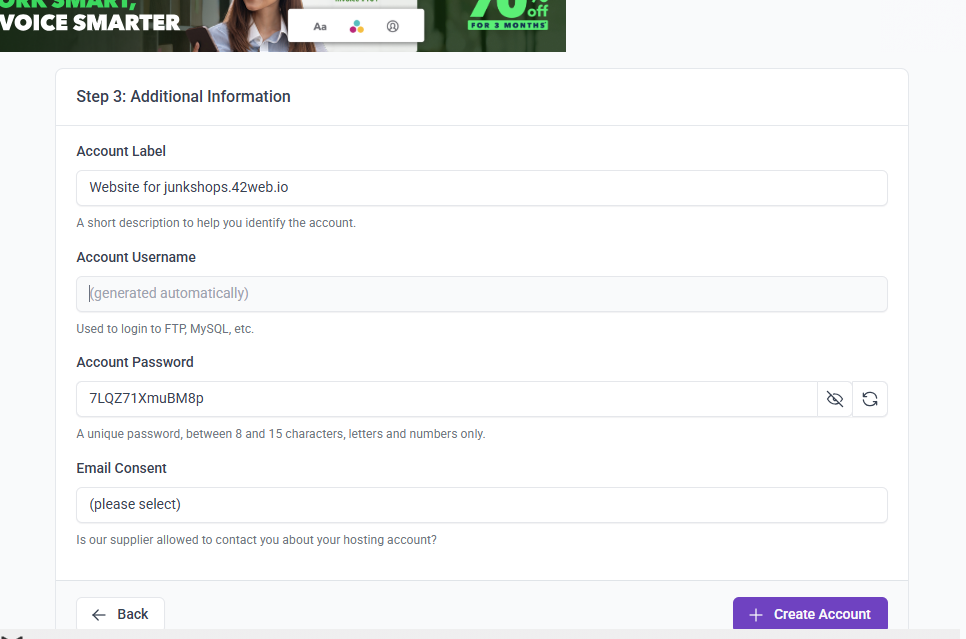 VOICE SMARTER
Aa
off
FOR 3 MONTHS
Step 3: Additional Information
Account Label
Website for junkshops.42web.io
A short description to help you identify the account.
Account Username
(generated automatically)
Used to login to FTP, MySQL, etc.
Account Password
7LQZ71XmuBM8p
A unique password, between 8 and 15 characters, letters and numbers only.
Email Consent
(please select)
Is our supplier allowed to contact you about your hosting account?
Back
Create Account